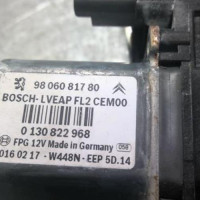 98 060 817 80
BOSCH-LVEAP FL2 CEM00
0 130 822 968
FPG 12V Made in Germany 058
016 02 17 - W448N - EEP 5D.14